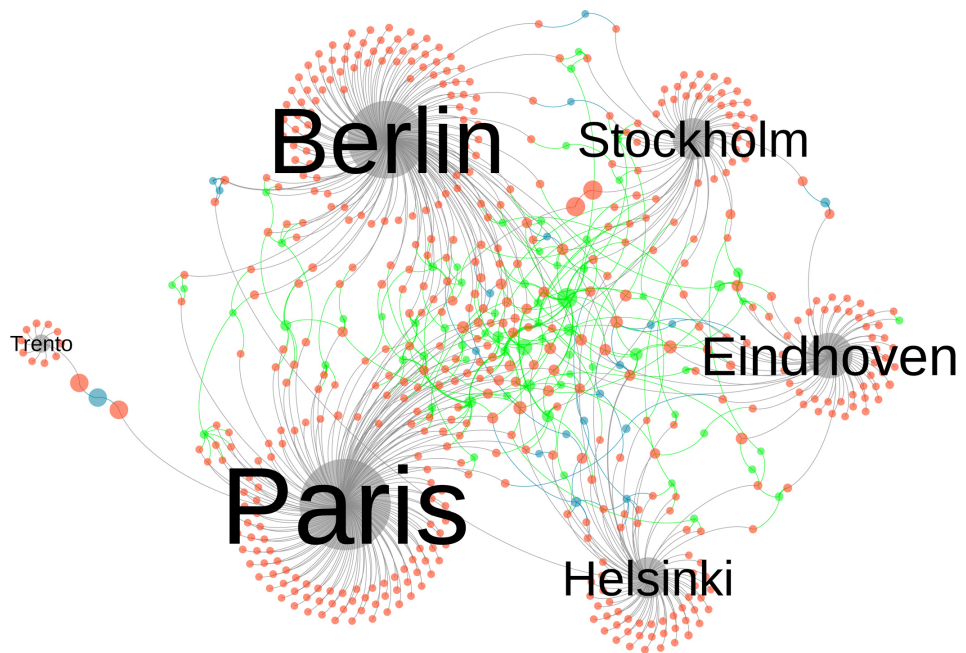 Berlin
Stockholm
Trento
Eindhoven
Paris
Helsinki